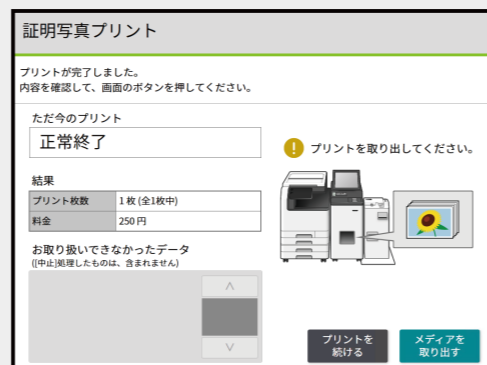 証明写真プリント
プリントが完了しました。
内容を確認して、画面のボタンを押してください。
ただ今のプリント
正常終了
プリントを取り出してください。
結果
プリント枚数 1枚(全1枚中)
料金 250円
お取り扱いできなかったデータ
([中止]処理したものは、含まれません)
プリントを
続ける
メディアを
取り出す